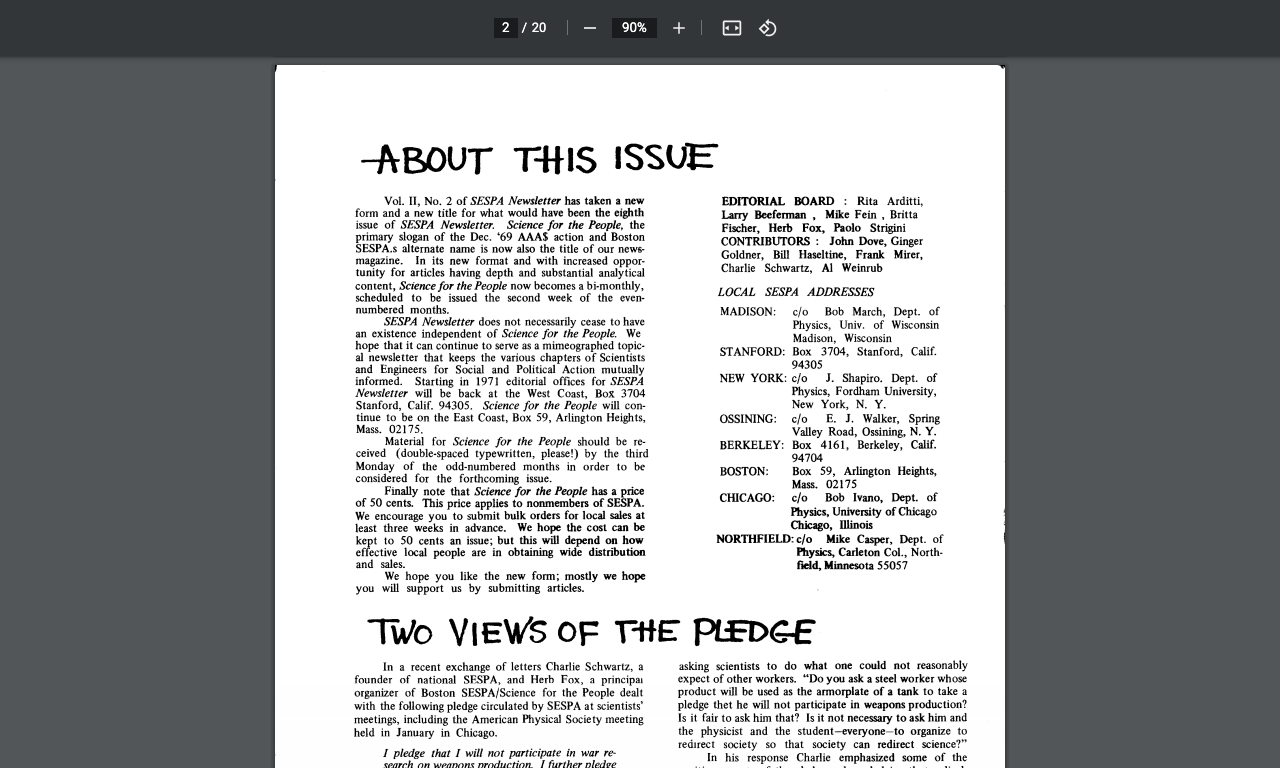 2 / 20
90%
ABOUT THIS ISSUE
Vol. II, No. 2 of SESPA Newsletter has taken a new
form and a new title for what would have been the eighth
issue of SESPA Newsletter. Science for the People, the
primary slogan of the Dec. ‘69 AAA$ action and Boston
SESPA.s alternate name is now also the title of our news-
magazine. In its new format and with increased oppor-
tunity for articles having depth and substantial analytical
content, Science for the People now becomes a bi-monthly,
scheduled to be issued the second week of the even-
numbered months.
SESPA Newsletter does not necessarily cease to have
an existence independent of Science for the People. We
hope that it can continue to serve as a mimeographed topic-
al newsletter that keeps the various chapters of Scientists
and Engineers for Social and Political Action mutually
informed. Starting in 1971 editorial offices for SESPA
Newsletter will be back at the West Coast, Box 3704
Stanford, Calif. 94305. Science for the People will con-
tinue to be on the East Coast, Box 59, Arlington Heights,
Mass. 02175.
Material for Science for the People should be re-
ceived (double-spaced typewritten, please!) by the third
Monday of the odd-numbered months in order to be
considered for the forthcoming issue.
Finally note that Science for the People has a price
of 50 cents. This price applies to nonmembers of SESPA.
We encourage you to submit bulk orders for local sales at
least three weeks in advance. We hope the cost can be
kept to 50 cents an issue; but this will depend on how
effective local people are in obtaining wide distribution
and sales.
We hope you like the new form; mostly we hope
you will support us by submitting articles.
EDITORIAL BOARD : Rita Arditti,
Larry Beeferman , Mike Fein , Britta
Fischer, Herb Fox, Paolo Strigini
CONTRIBUTORS : John Dove, Ginger
Goldner, Bill Haseltine, Frank Mirer,
Charlie Schwartz, Al Weinrub
LOCAL SESPA ADDRESSES
MADISON: c/o Bob March, Dept. of
Physics, Univ. of Wisconsin
Madison, Wisconsin
STANFORD: Box 3704, Stanford, Calif.
94305
NEW YORK: c/o J. Shapiro. Dept. of
Physics, Fordham University,
New York, N. Y.
OSSINING: c/o E. J. Walker, Spring
Valley Road, Ossining, N. Y.
BERKELEY: Box 4161, Berkeley, Calif.
94704
BOSTON: Box 59, Arlington Heights,
Mass. 02175
CHICAGO: c/o Bob Ivano, Dept. of
Physics, University of Chicago
Chicago, Illinois
NORTHFIELD: c/o Mike Casper, Dept. of
Physics, Carleton Col., North-
field, Minnesota 55057
TWO VIEWS OF THE PLEDGE
In a recent exchange of letters Charlie Schwartz, a
founder of national SESPA, and Herb Fox, a principal
organizer of Boston SESPA/Science for the People dealt
with the following pledge circulated by SESPA at scientists'
meetings, including the American Physical Society meeting
held in January in Chicago.
I pledge that I will not participate in war re-
search on weapons production. I further pledge
asking scientists to do what one could not reasonably
expect of other workers. “Do you ask a steel worker whose
product will be used as the armorplate of a tank to take a
pledge thet he will not participate in weapons production?
Is it fair to ask him that? Is it not necessary to ask him and
the physicist and the student—everyone—to organize to
redirect society so that society can redirect science?”
In his response Charlie emphasized some of the